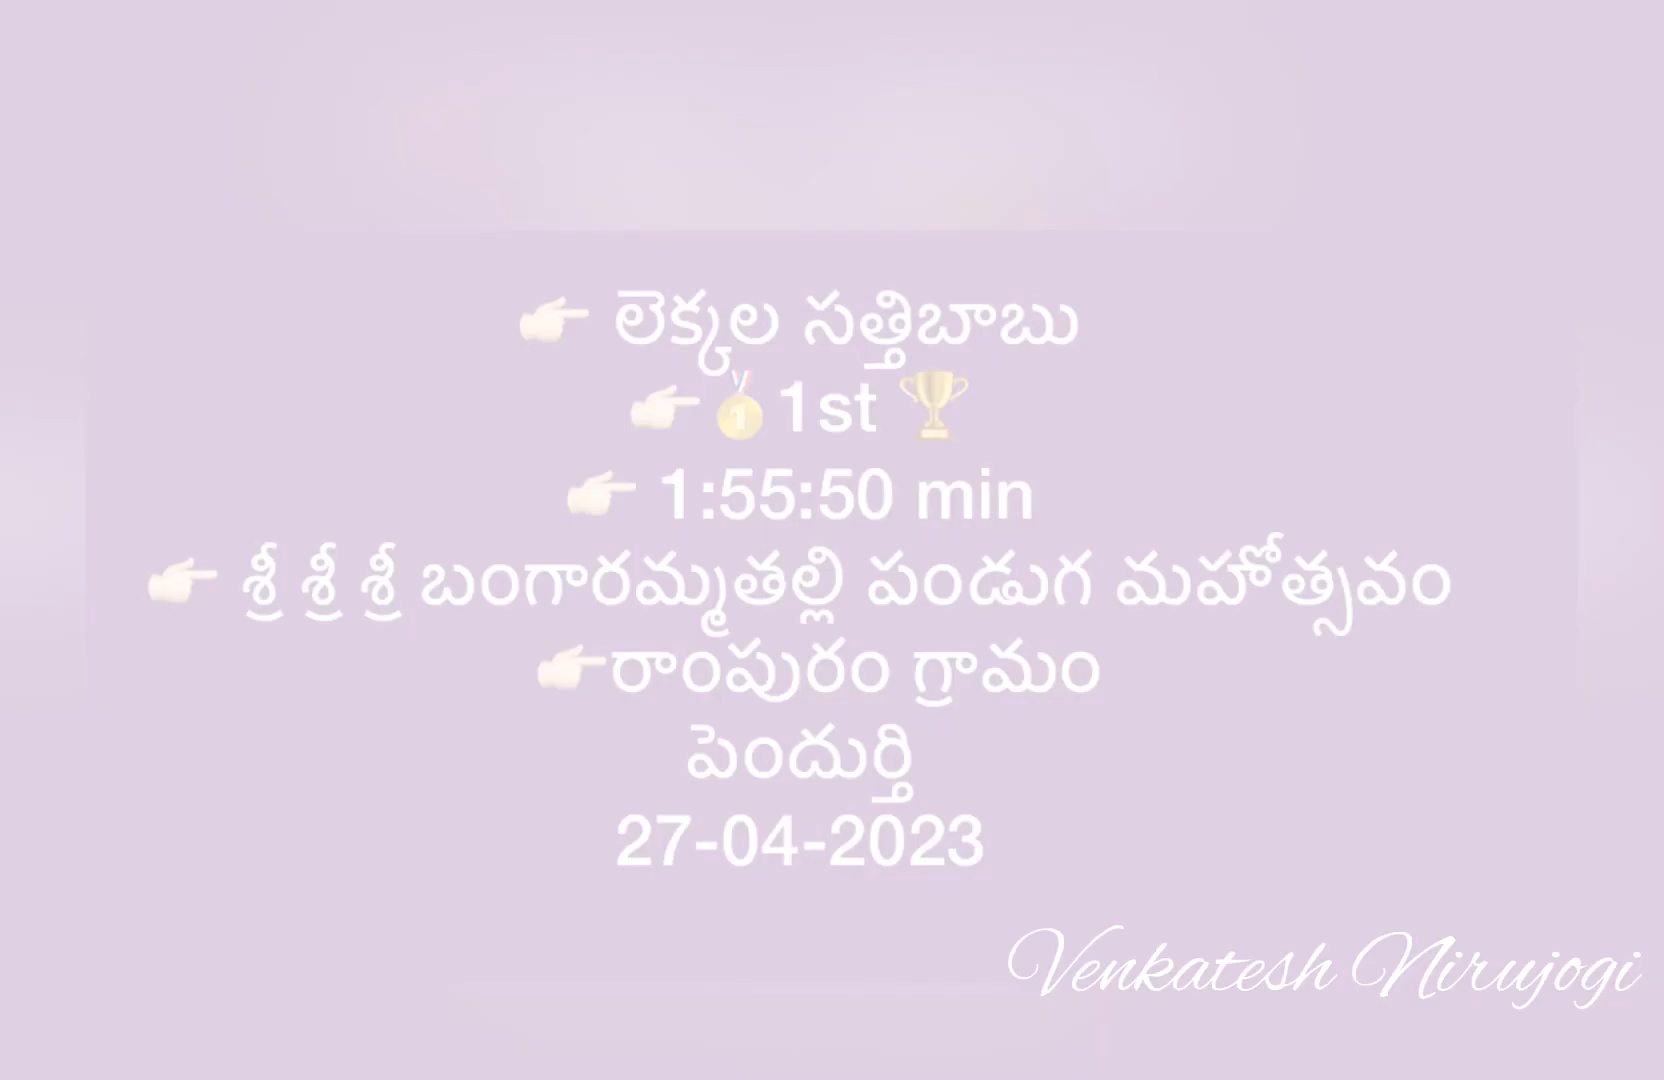 👉🏻 లెక్కల సత్తిబాబు
👉🏻🥇1st 🏆
👉🏻 1:55:50 min
👉🏻 శ్రీ శ్రీ శ్రీ బంగారమ్మతల్లి పండుగ మహోత్సవం
👉🏻రాంపురం గ్రామం
పెందుర్తి
27-04-2023
Venkatesh Nirujogi